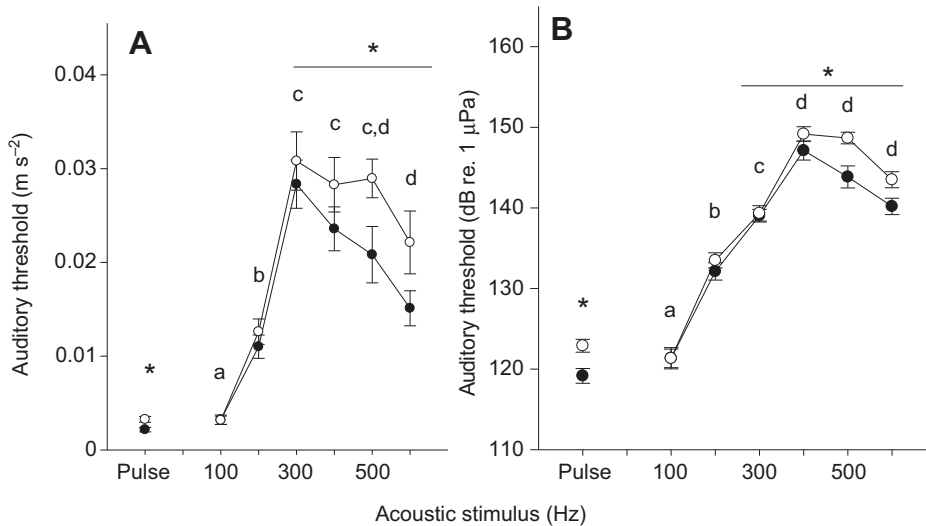 A
Auditory threshold (m s⁻²)
0.04
0.03
0.02
0.01
0
*
c
c
c,d
d
b
a
*
Pulse 100 300 500
B
Auditory threshold (dB re. 1 μPa)
160
150
140
130
120
110
*
d
d
d
c
b
a
*
Pulse 100 300 500
Acoustic stimulus (Hz)